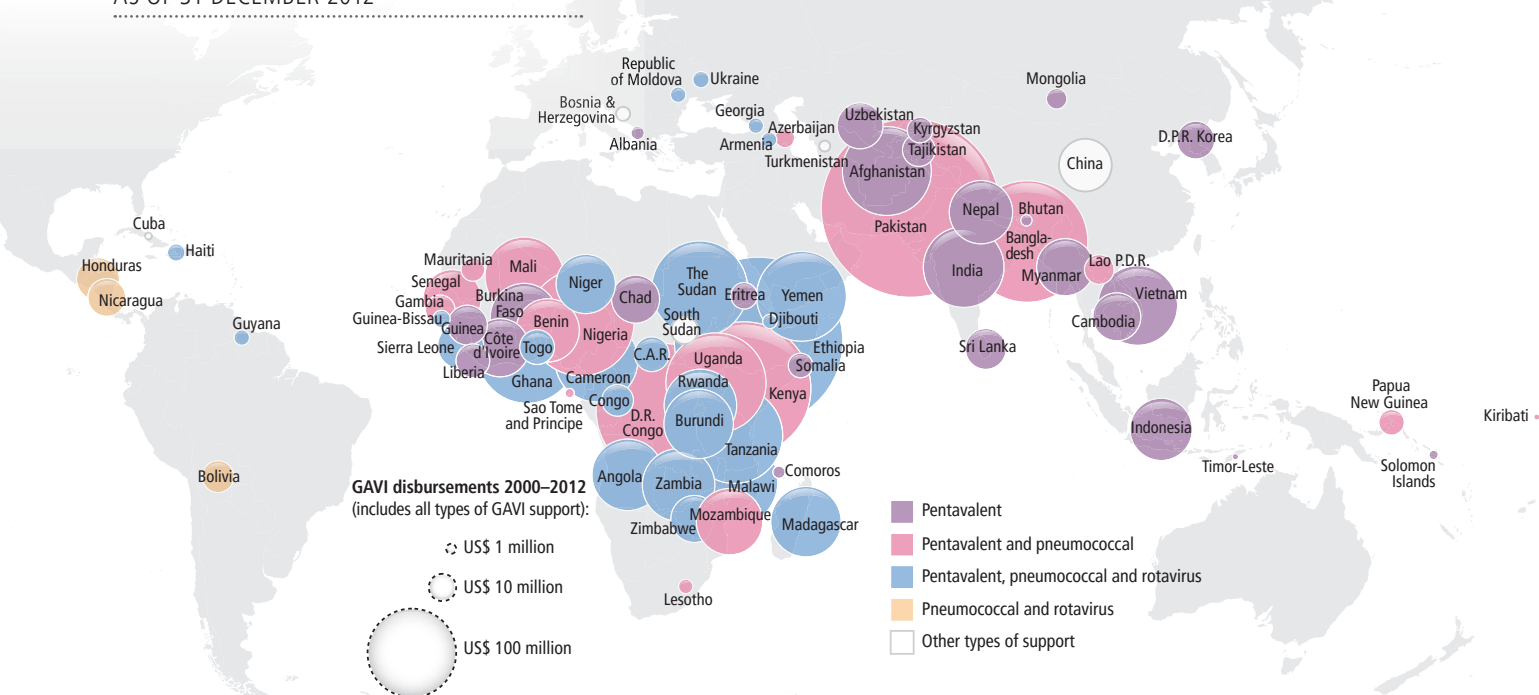 AS OF 31 DECEMBER 2012
Republic
of Moldova
Ukraine
Mongolia
Bosnia &
Herzegovina
Georgia
Albania
Armenia
Azerbaijan
Turkmenistan
Uzbekistan
Kyrgyzstan
Tajikistan
Afghanistan
D.P.R. Korea
China
Pakistan
Nepal
Bhutan
Bangla-
desh
India
Myanmar
Lao P.D.R.
Vietnam
Cambodia
Sri Lanka
Cuba
Haiti
Honduras
Nicaragua
Guyana
Bolivia
Mauritania
Mali
Senegal
Gambia
Guinea-Bissau
Burkina
Faso
Niger
Chad
The
Sudan
Eritrea
Yemen
Djibouti
South
Sudan
Guinea
Côte
d'Ivoire
Benin
Togo
Nigeria
Sierra Leone
Liberia
Ghana
Cameroon
C.A.R.
Ethiopia
Somalia
Uganda
Rwanda
Kenya
Burundi
Congo
D.R.
Congo
Sao Tome
and Principe
Tanzania
Angola
Zambia
Malawi
Comoros
Zimbabwe
Mozambique
Madagascar
Lesotho
Indonesia
Timor-Leste
Papua
New Guinea
Solomon
Islands
Kiribati
GAVI disbursements 2000–2012
(includes all types of GAVI support):
US$ 1 million
US$ 10 million
US$ 100 million
Pentavalent
Pentavalent and pneumococcal
Pentavalent, pneumococcal and rotavirus
Pneumococcal and rotavirus
Other types of support